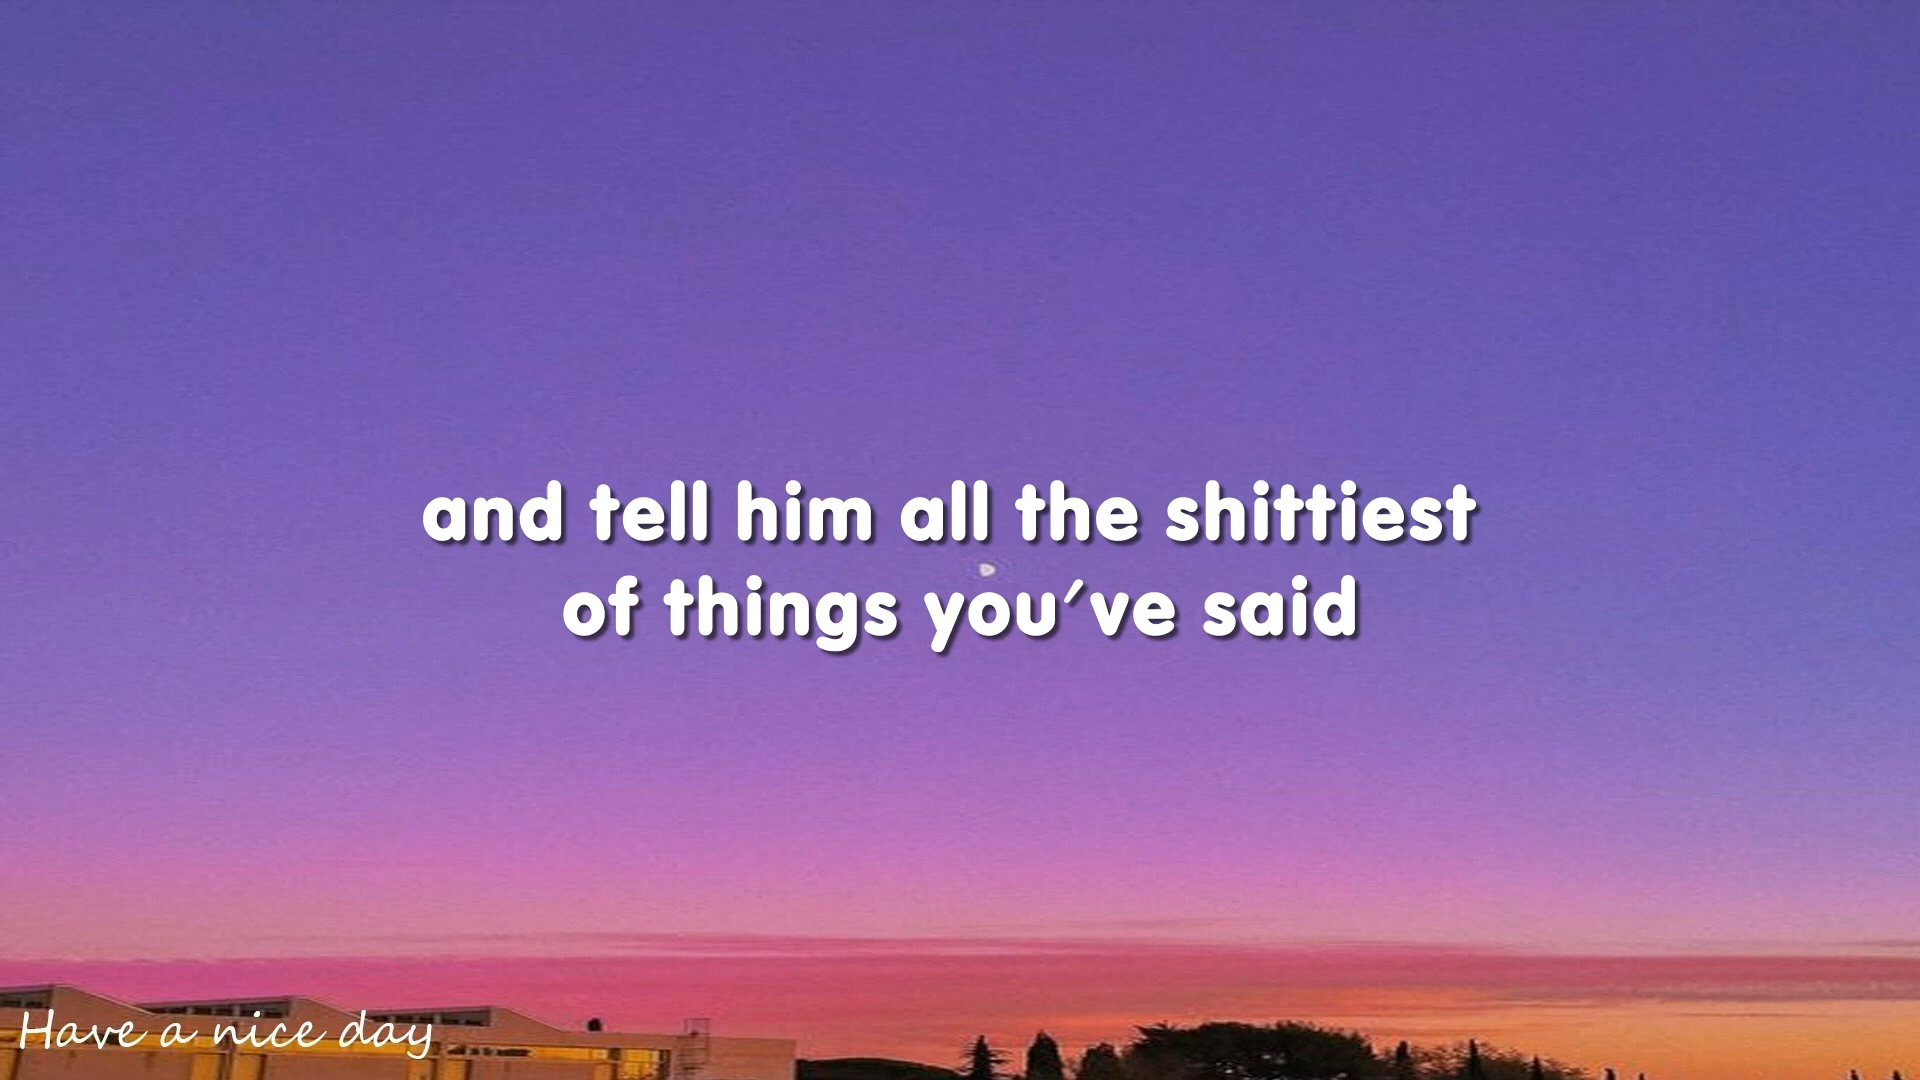 and tell him all the shittiest
of things you've said
Have a nice day